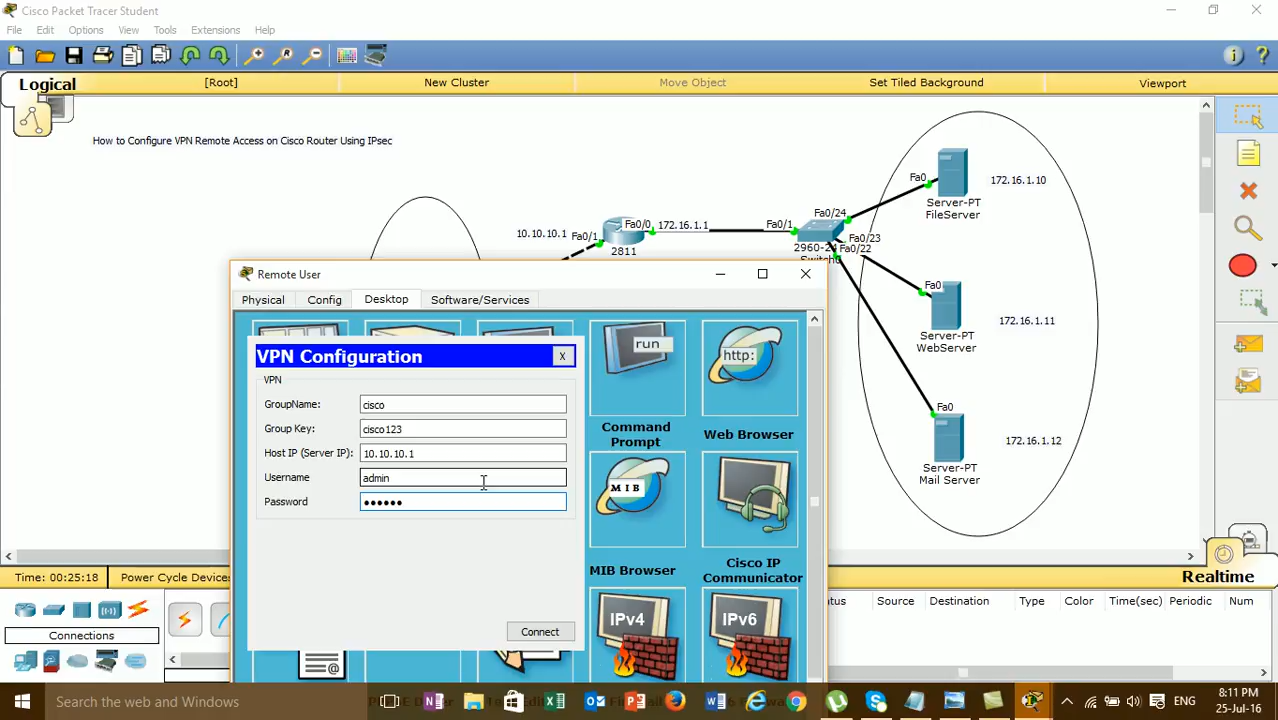 Cisco Packet Tracer Student
File Edit Options View Tools Extensions Help
Logical [Root] New Cluster Move Object Set Tiled Background Viewport
How to Configure VPN Remote Access on Cisco Router Using IPsec
Fa0 172.16.1.10
Server-PT
FileServer
10.10.10.1 Fa0/1 Fa0/0 172.16.1.1 Fa0/1 Fa0/24
2811
Fa0/23
Fa0/22
Switch0
Fa0 172.16.1.11
Server-PT
WebServer
Fa0 172.16.1.12
Server-PT
Mail Server
Remote User
Physical Config Desktop Software/Services
VPN Configuration X
VPN
GroupName: cisco
Group Key: cisco123
Host IP (Server IP): 10.10.10.1
Username admin
Password ••••••
Connect
run
Command
Prompt
http:
Web Browser
MIB
MIB Browser
Cisco IP
Communicator
IPv4
IPv6
Time: 00:25:18 Power Cycle Devices
Realtime
Connections
Source Destination Type Color Time(sec) Periodic Num
Search the web and Windows
ENG
8:11 PM
25-Jul-16